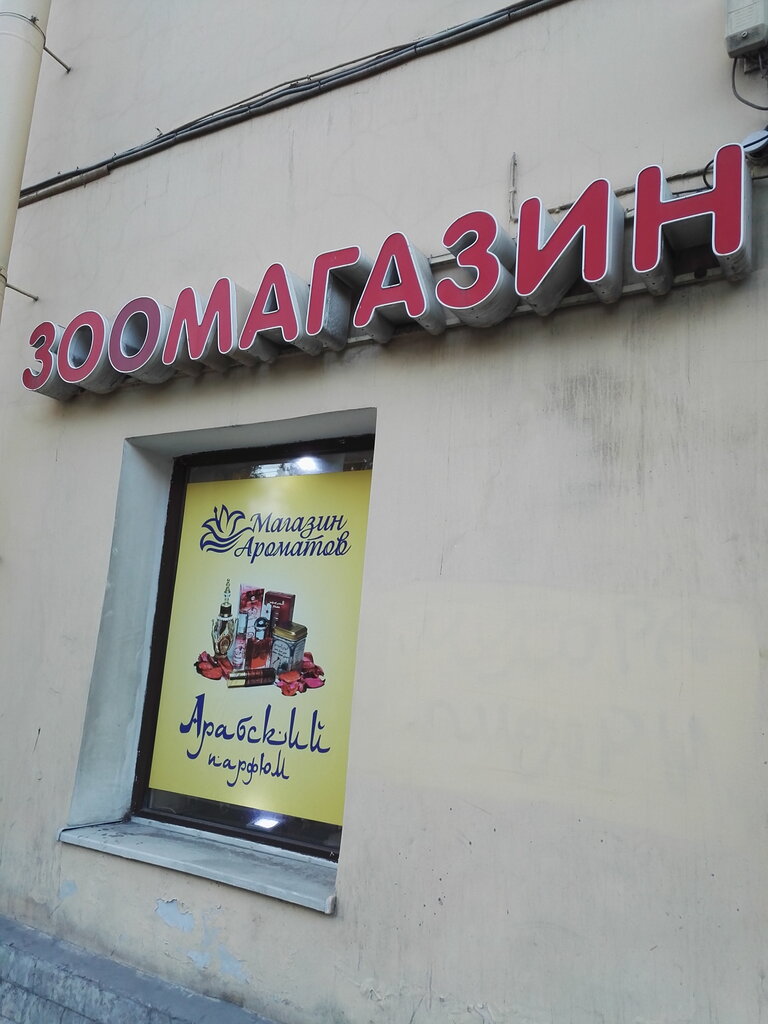 ЗООМАГАЗИН
Магазин
Ароматов
Арабский
парфюм